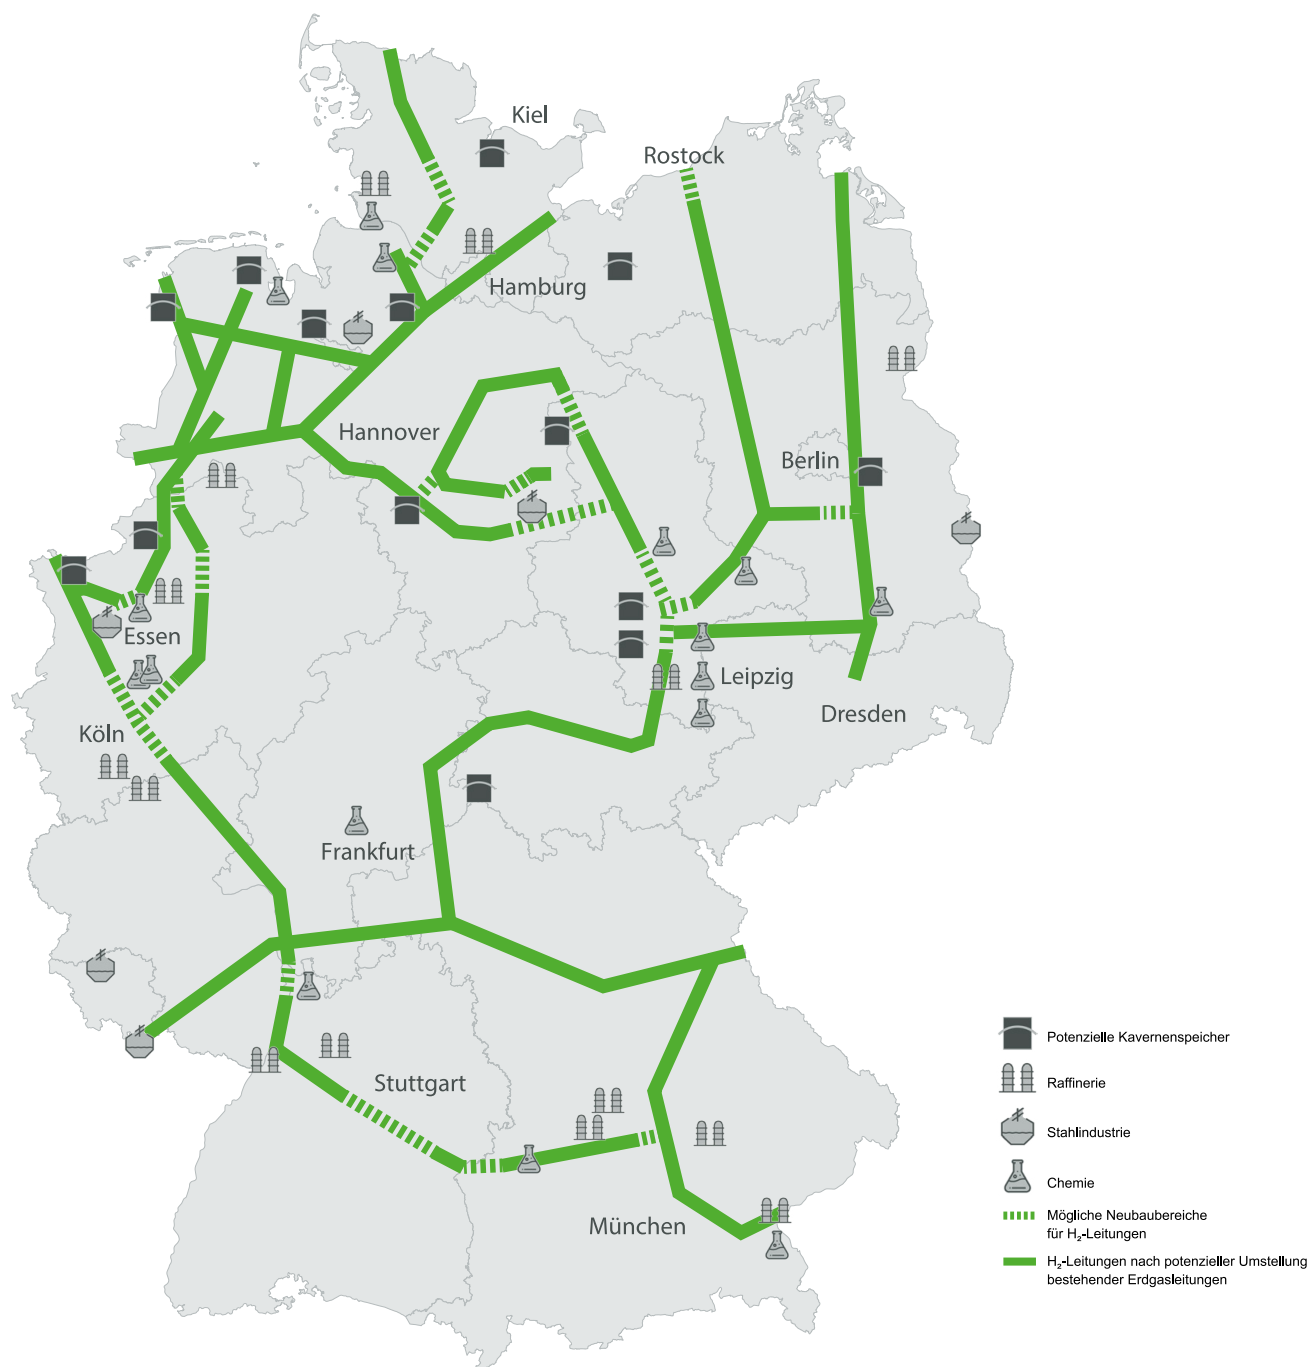 Kiel
Rostock
Hamburg
Hannover
Berlin
Essen
Leipzig
Dresden
Köln
Frankfurt
Stuttgart
München
Potenzielle Kavernenspeicher
Raffinerie
Stahlindustrie
Chemie
Mögliche Neubaubereiche
für H₂-Leitungen
H₂-Leitungen nach potenzieller Umstellung
bestehender Erdgasleitungen